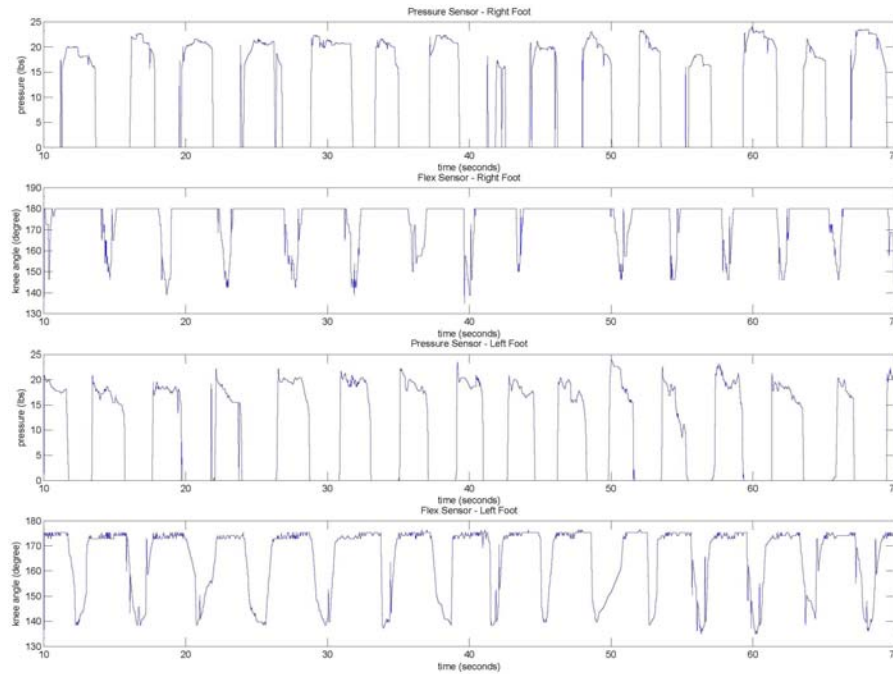 Pressure Sensor - Right Foot
pressure (lbs)
25
20
15
10
5
0
10 20 30 40 50 60 7
time (seconds)
Flex Sensor - Right Foot
knee angle (degree)
190
180
170
160
150
140
130
10 20 30 40 50 60 7
time (seconds)
Pressure Sensor - Left Foot
pressure (lbs)
25
20
15
10
5
0
10 20 30 40 50 60 7
time (seconds)
Flex Sensor - Left Foot
knee angle (degree)
180
170
160
150
140
130
10 20 30 40 50 60 7
time (seconds)